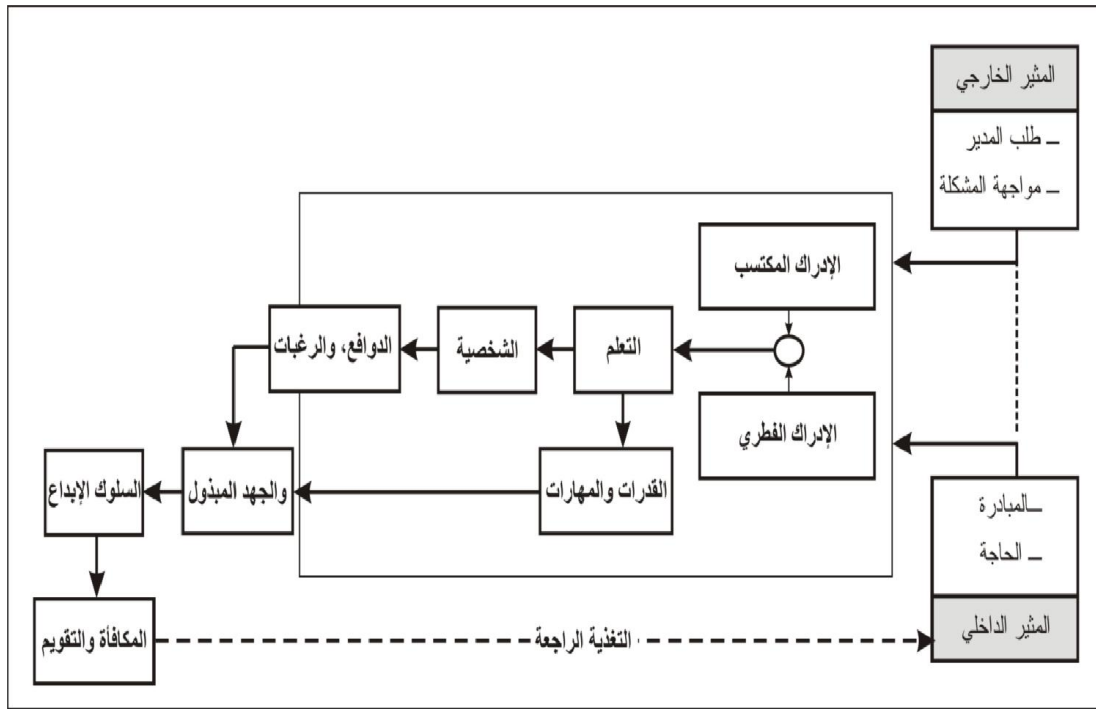 المثير الخارجي
– طلب المدير
– مواجهة المشكلة
الإدراك المكتسب
الدوافع، والرغبات
الشخصية
التعلم
الإدراك الفطري
السلوك الإبداع
والجهد المبذول
القدرات والمهارات
–المبادرة
– الحاجة
المثير الداخلي
المكافأة والتقويم
التغذية الراجعة